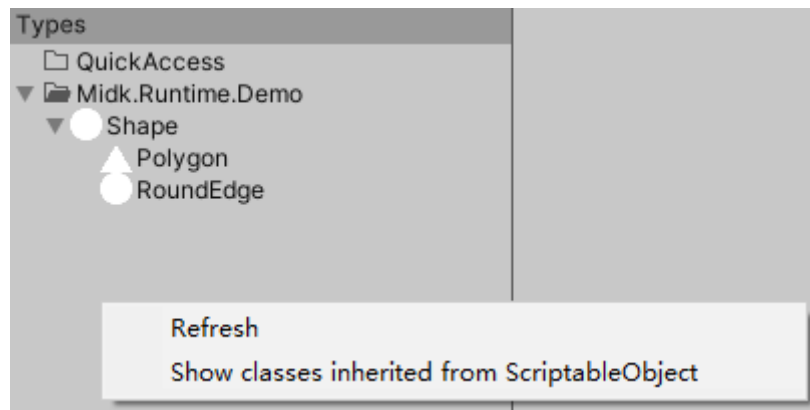 Types
QuickAccess
Midk.Runtime.Demo
Shape
Polygon
RoundEdge
Refresh
Show classes inherited from ScriptableObject